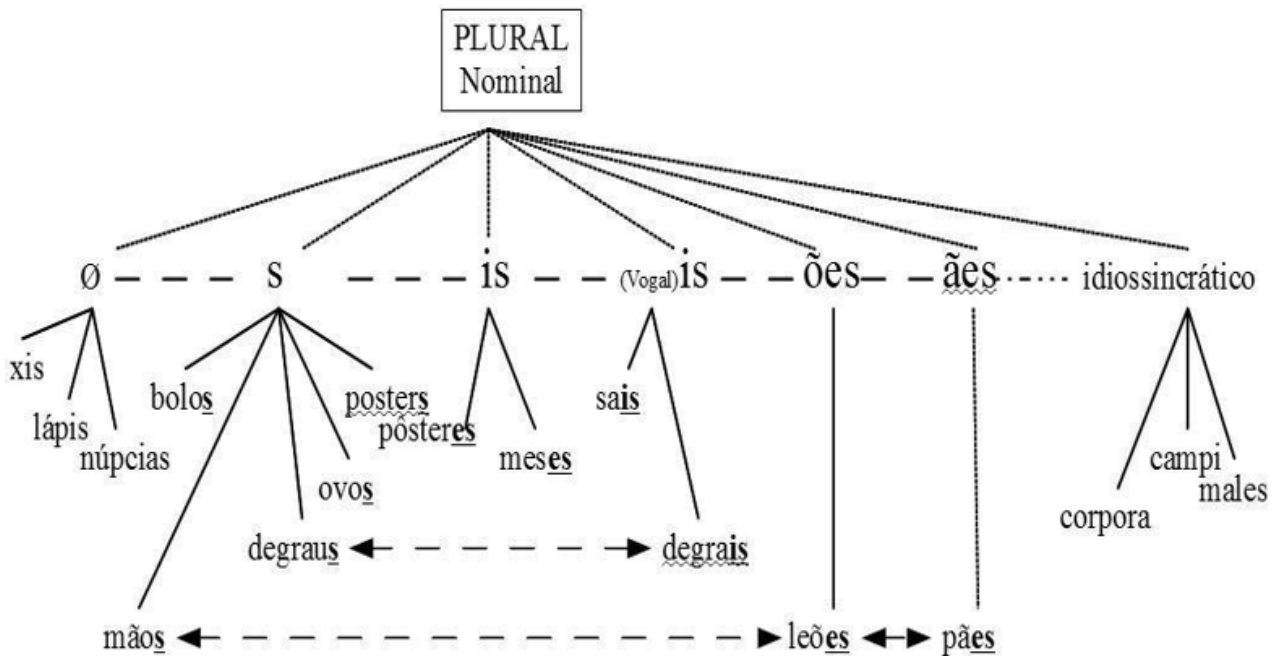 PLURAL
Nominal
Ø s is (Vogal)is ões ães idiossincrático
xis
lápis
núpcias
bolos
posters
pôsteres
meses
ovos
degraus
mãos
sais
degrais
leões
pães
corpora
campi
males